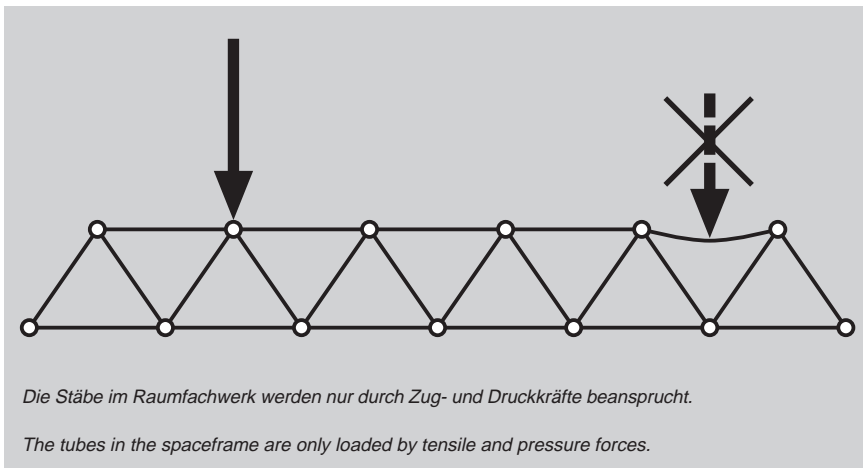 Die Stäbe im Raumfachwerk werden nur durch Zug- und Druckkräfte beansprucht.
The tubes in the spaceframe are only loaded by tensile and pressure forces.